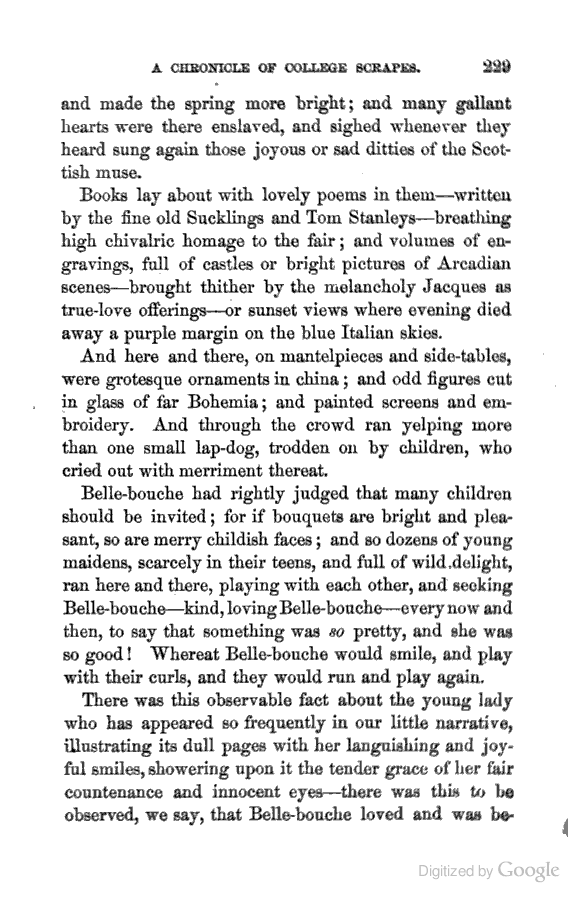 A CHRONICLE OF COLLEGE SCRAPES. 229
and made the spring more bright; and many gallant
hearts were there enslaved, and sighed whenever they
heard sung again those joyous or sad ditties of the Scot-
tish muse.
Books lay about with lovely poems in them—written
by the fine old Sucklings and Tom Stanleys—breathing
high chivalric homage to the fair; and volumes of en-
gravings, full of castles or bright pictures of Arcadian
scenes—brought thither by the melancholy Jacques as
true-love offerings—or sunset views where evening died
away a purple margin on the blue Italian skies.
And here and there, on mantelpieces and side-tables,
were grotesque ornaments in china; and odd figures cut
in glass of far Bohemia; and painted screens and em-
broidery. And through the crowd ran yelping more
than one small lap-dog, trodden on by children, who
cried out with merriment thereat.
Belle-bouche had rightly judged that many children
should be invited; for if bouquets are bright and plea-
sant, so are merry childish faces; and so dozens of young
maidens, scarcely in their teens, and full of wild delight,
ran here and there, playing with each other, and seeking
Belle-bouche—kind, loving Belle-bouche—every now and
then, to say that something was so pretty, and she was
so good! Whereat Belle-bouche would smile, and play
with their curls, and they would run and play again.
There was this observable fact about the young lady
who has appeared so frequently in our little narrative,
illustrating its dull pages with her languishing and joy-
ful smiles, showering upon it the tender grace of her fair
countenance and innocent eyes—there was this to be
observed, we say, that Belle-bouche loved and was be-
Digitized by Google